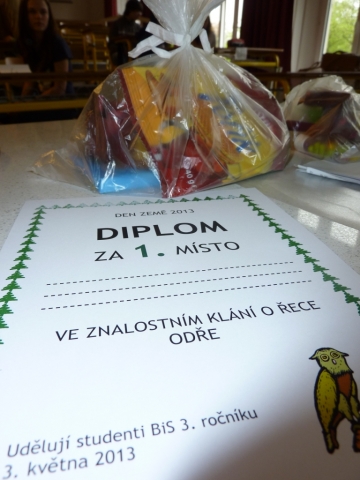 DEN ZEMĚ 2013
DIPLOM
ZA 1. MÍSTO
VE ZNALOSTNÍM KLÁNÍ O ŘECE
ODŘE
Udělují studenti BiS 3. ročníku
3. května 2013